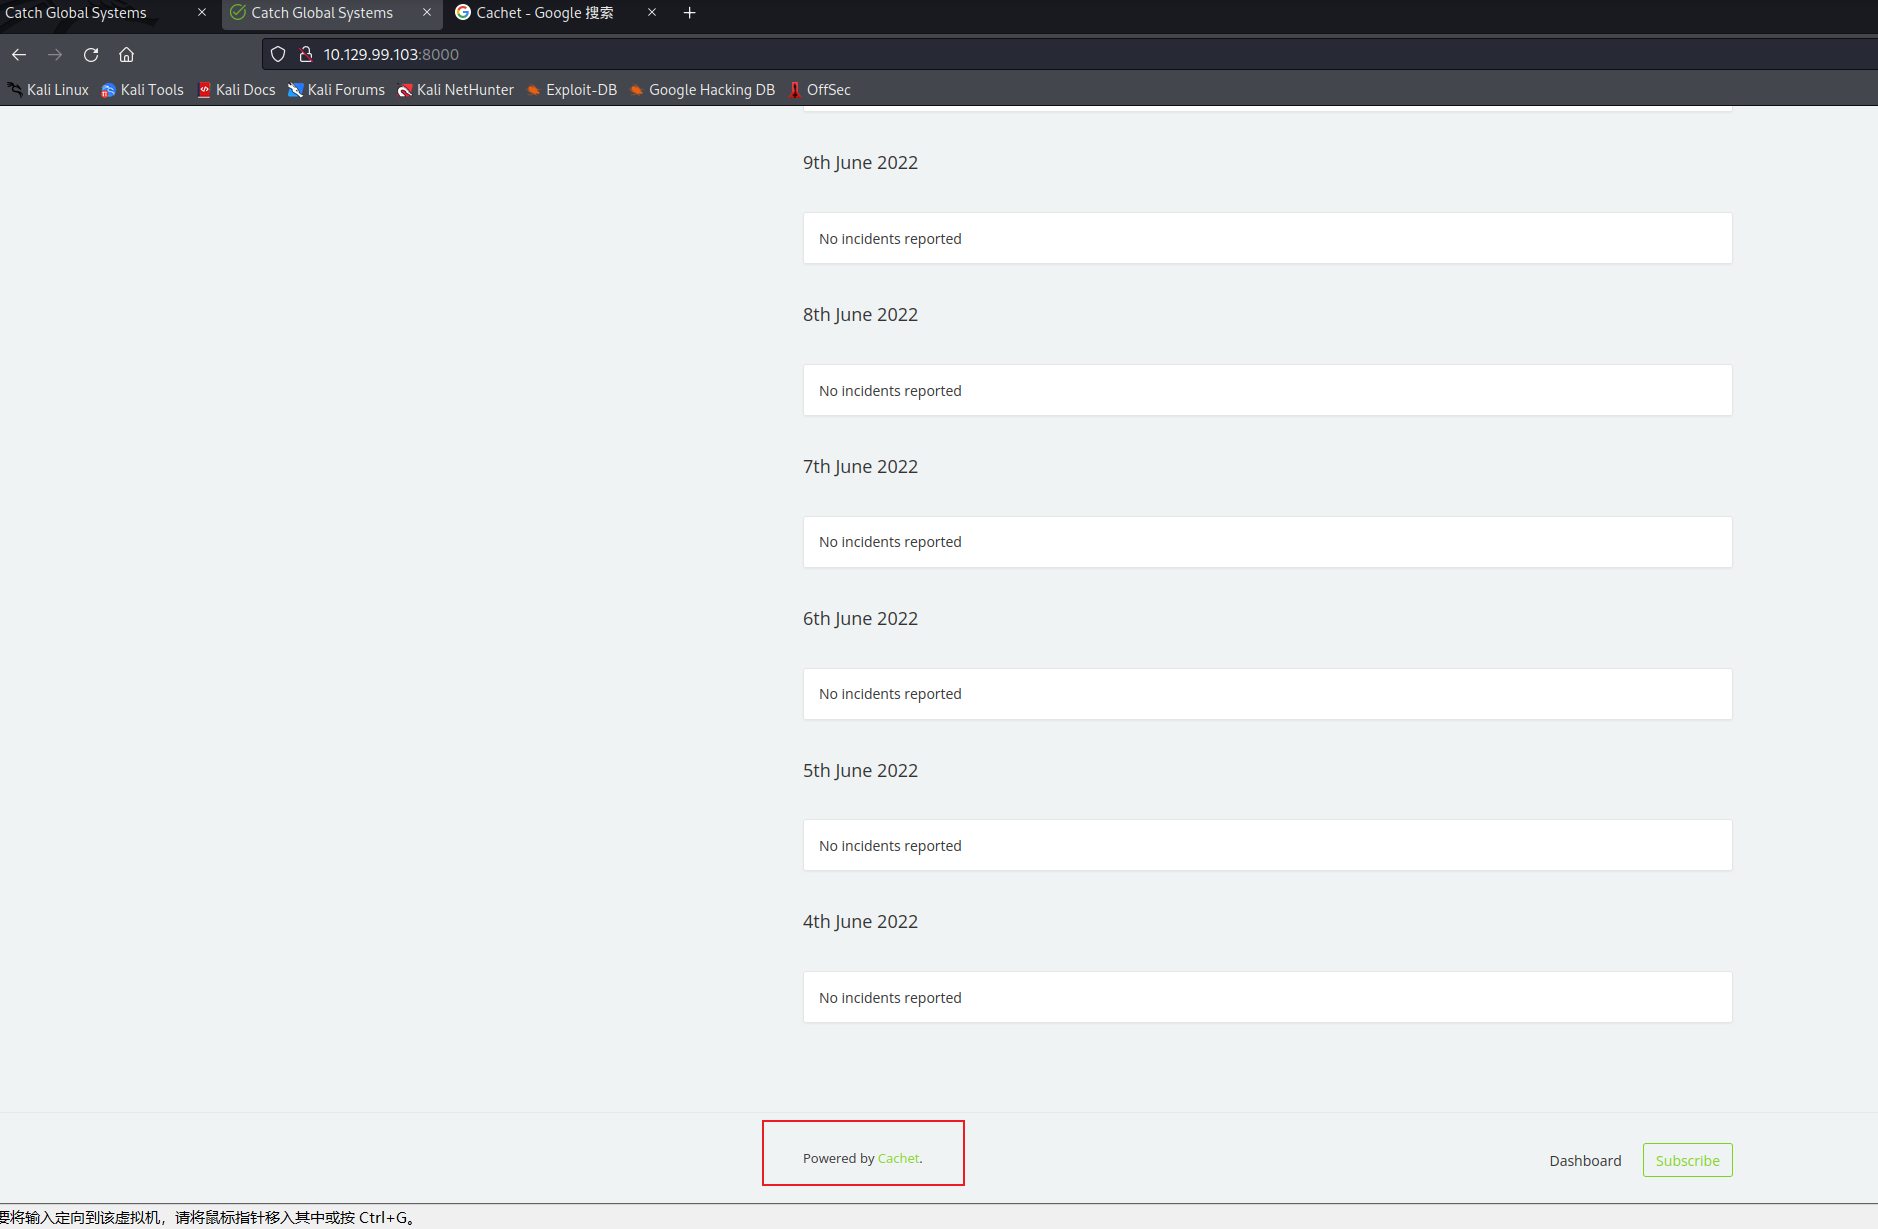 Catch Global Systems Catch Global Systems Cachet - Google 搜索
10.129.99.103:8000
Kali Linux Kali Tools Kali Docs Kali Forums Kali NetHunter Exploit-DB Google Hacking DB OffSec
9th June 2022
No incidents reported
8th June 2022
No incidents reported
7th June 2022
No incidents reported
6th June 2022
No incidents reported
5th June 2022
No incidents reported
4th June 2022
No incidents reported
Powered by Cachet. Dashboard Subscribe
要将输入定向到该虚拟机，请将鼠标指针移入其中或按 Ctrl+G。